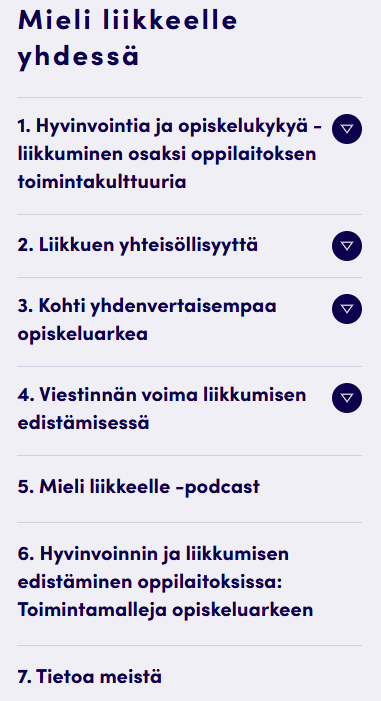 Mieli liikkeelle
yhdessä
1. Hyvinvointia ja opiskelukykyä -
liikkuminen osaksi oppilaitoksen
toimintakulttuuria
2. Liikkuen yhteisöllisyyttä
3. Kohti yhdenvertaisempaa
opiskeluarkea
4. Viestinnän voima liikkumisen
edistämisessä
5. Mieli liikkeelle -podcast
6. Hyvinvoinnin ja liikkumisen
edistäminen oppilaitoksissa:
Toimintamalleja opiskeluarkeen
7. Tietoa meistä